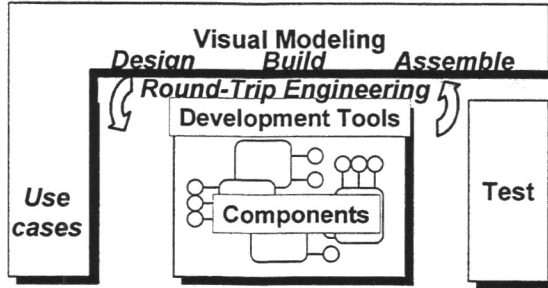 Visual Modeling
Design Build Assemble
Round-Trip Engineering
Development Tools
Use
cases
Components
Test